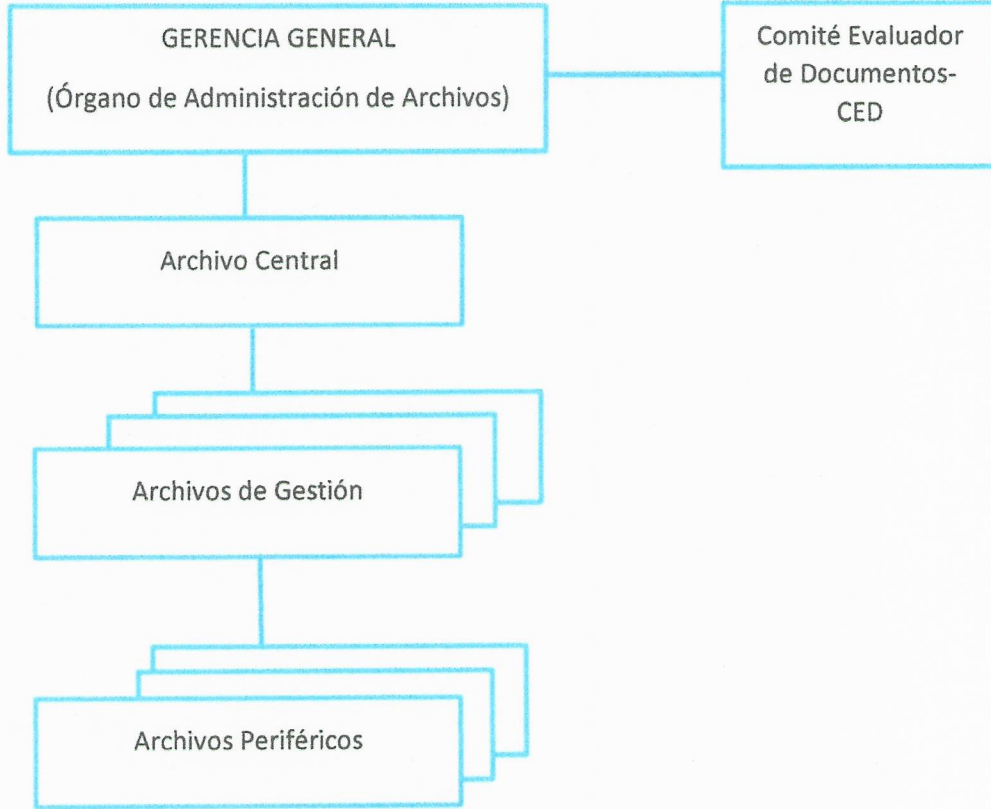 GERENCIA GENERAL
(Órgano de Administración de Archivos)
Comité Evaluador
de Documentos-
CED
Archivo Central
Archivos de Gestión
Archivos Periféricos